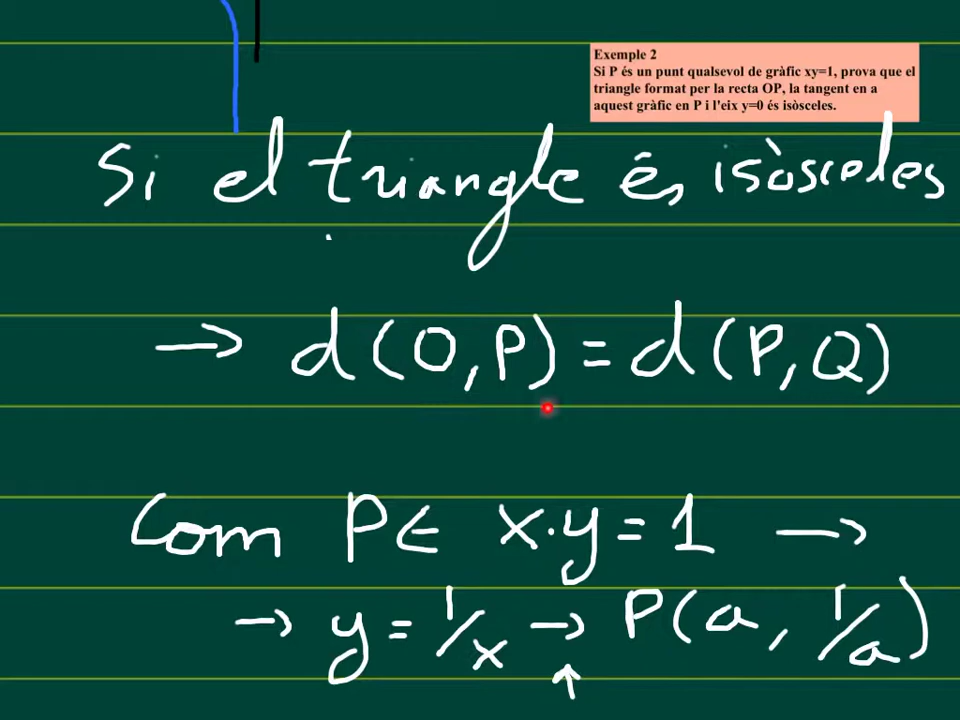 Exemple 2
Si P és un punt qualsevol de gràfic xy=1, prova que el
triangle format per la recta OP, la tangent en a
aquest gràfic en P i l'eix y=0 és isòsceles.
Si el triangle és isòsceles
→ d(O,P) = d(P,Q)
Com P∈ x·y=1 →
→ y = 1/x → P(a, 1/a)
↑